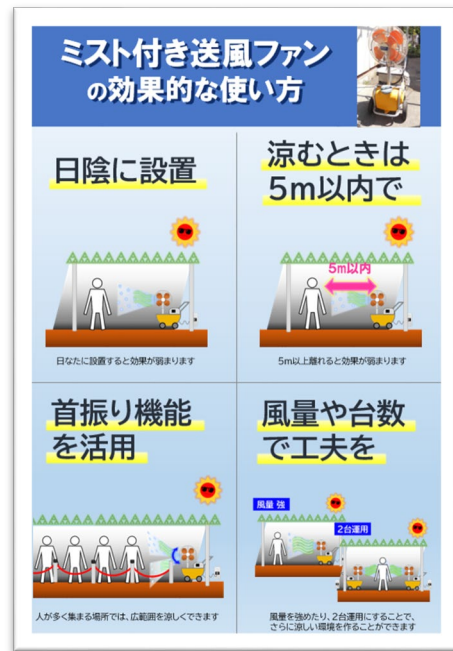 ミスト付き送風ファン
の効果的な使い方
日陰に設置
日なたに設置すると効果が弱まります
涼むときは
5m以内で
5m以内
5m以上離れると効果が弱まります
首振り機能
を活用
人が多く集まる場所では、広範囲を涼しくできます
風量や台数
で工夫を
風量 強
2台運用
風量を強めたり、2台運用にすることで、
さらに涼しい環境を作ることができます